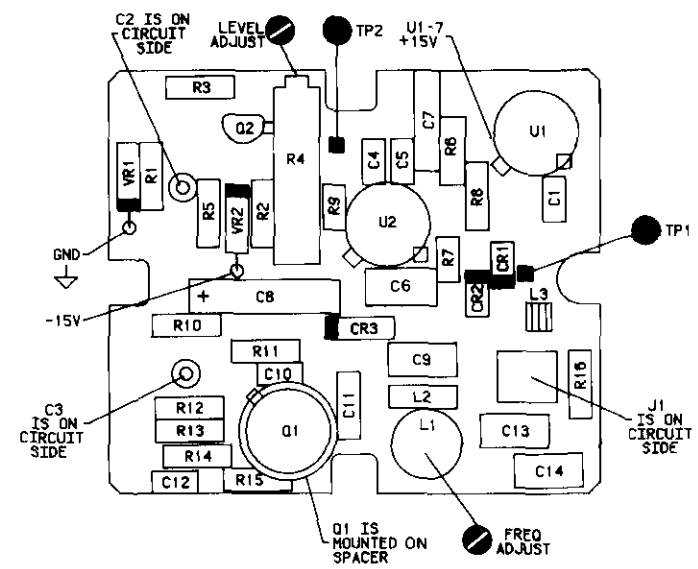 C2 IS ON
CIRCUIT
SIDE
LEVEL
ADJUST
TP2
U1-7
+15V
R3
Q2
R4
C7
R6
U1
VR1
R1
C4
C5
R5
VR2
R2
R9
R8
C1
U2
TP1
GND
R7
CR1
CR2
C6
L3
-15V
+
C8
R10
CR3
R11
C10
C9
R16
C3
IS ON
CIRCUIT
SIDE
R12
R13
R14
C12
R15
Q1
C11
L2
L1
C13
C14
J1
IS ON
CIRCUIT
SIDE
Q1 IS
MOUNTED ON
SPACER
FREQ
ADJUST